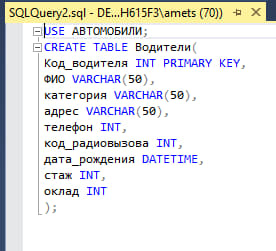 SQLQuery2.sql - DE...H615F3\amets (70))
USE АВТОМОБИЛИ;
CREATE TABLE Водители(
Код_водителя INT PRIMARY KEY,
ФИО VARCHAR(50),
категория VARCHAR(50),
адрес VARCHAR(50),
телефон INT,
код_радиовызова INT,
дата_рождения DATETIME,
стаж INT,
оклад INT
);